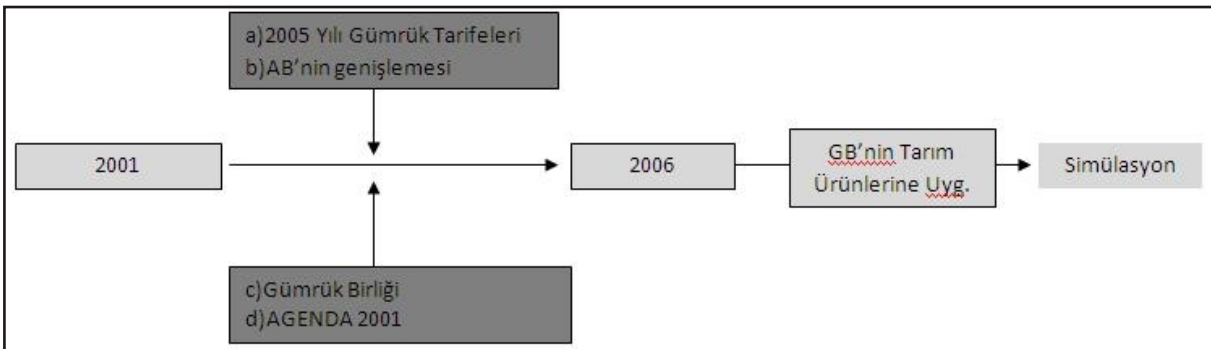 a)2005 Yılı Gümrük Tarifeleri
b)AB’nin genişlemesi
2001
2006
GB’nin Tarım
Ürünlerine Uyg.
Simülasyon
c)Gümrük Birliği
d)AGENDA 2001